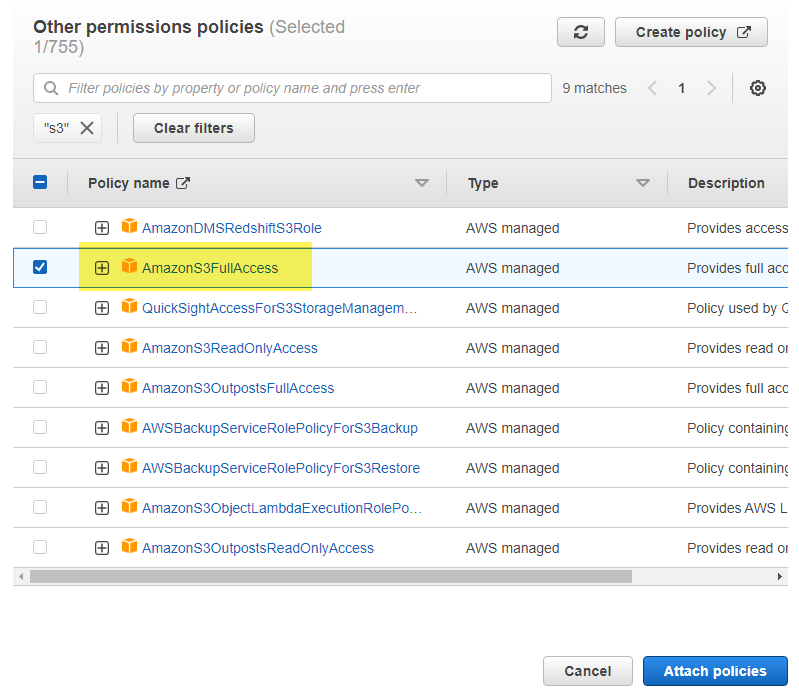 Other permissions policies (Selected
1/755)
Create policy
Filter policies by property or policy name and press enter
9 matches
1
"s3"
Clear filters
Policy name Type Description
AmazonDMSRedshiftS3Role AWS managed Provides access
AmazonS3FullAccess AWS managed Provides full acc
QuickSightAccessForS3StorageManagem… AWS managed Policy used by Q
AmazonS3ReadOnlyAccess AWS managed Provides read or
AmazonS3OutpostsFullAccess AWS managed Provides full acc
AWSBackupServiceRolePolicyForS3Backup AWS managed Policy containing
AWSBackupServiceRolePolicyForS3Restore AWS managed Policy containing
AmazonS3ObjectLambdaExecutionRolePo… AWS managed Provides AWS L
AmazonS3OutpostsReadOnlyAccess AWS managed Provides read or
Cancel
Attach policies